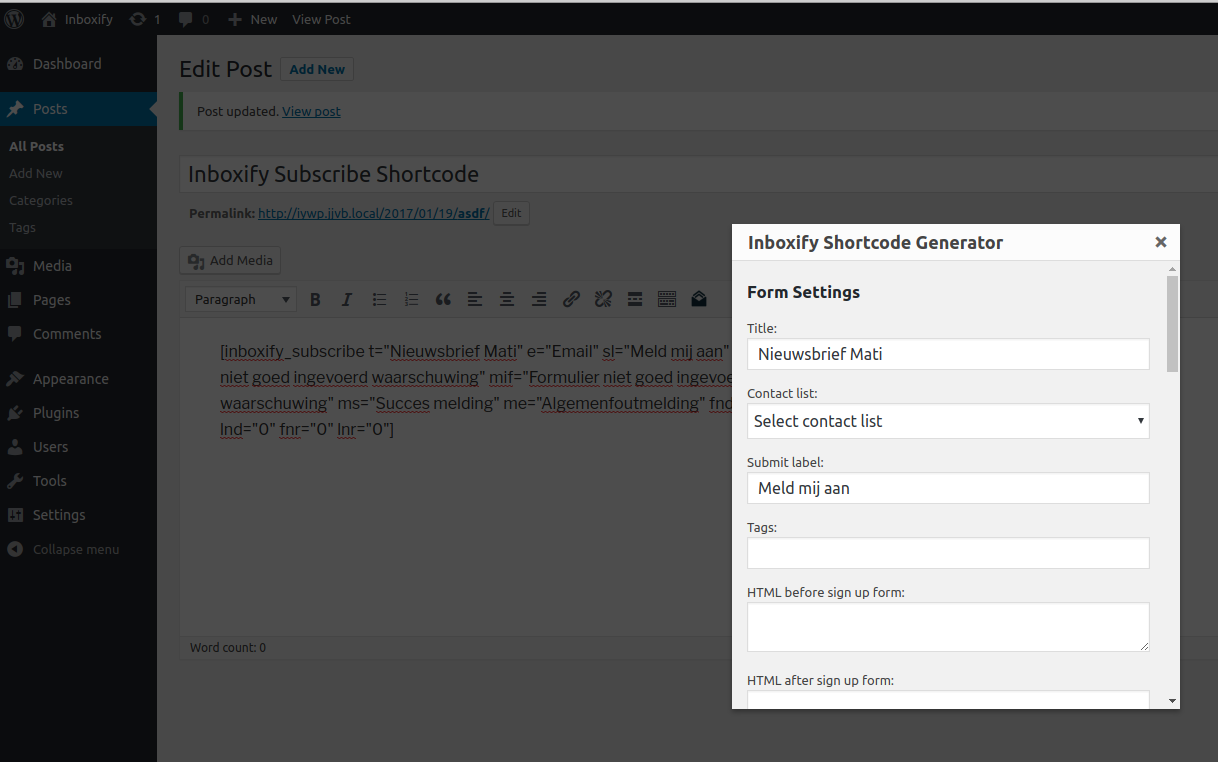 Inboxify 1 0 New View Post
Dashboard
Posts
All Posts
Add New
Categories
Tags
Media
Pages
Comments
Appearance
Plugins
Users
Tools
Settings
Collapse menu
Edit Post Add New
Post updated. View post
Inboxify Subscribe Shortcode
Permalink: http://iywp.jjvb.local/2017/01/19/asdf/ Edit
Add Media
Paragraph
[inboxify_subscribe t="Nieuwsbrief Mati" e="Email" sl="Meld mij aan"
niet goed ingevoerd waarschuwing" mif="Formulier niet goed ingevoe
waarschuwing" ms="Succes melding" me="Algemenfoutmelding" fnd
lnd="0" fnr="0" lnr="0"]
Word count: 0
Inboxify Shortcode Generator
Form Settings
Title:
Nieuwsbrief Mati
Contact list:
Select contact list
Submit label:
Meld mij aan
Tags:
HTML before sign up form:
HTML after sign up form: